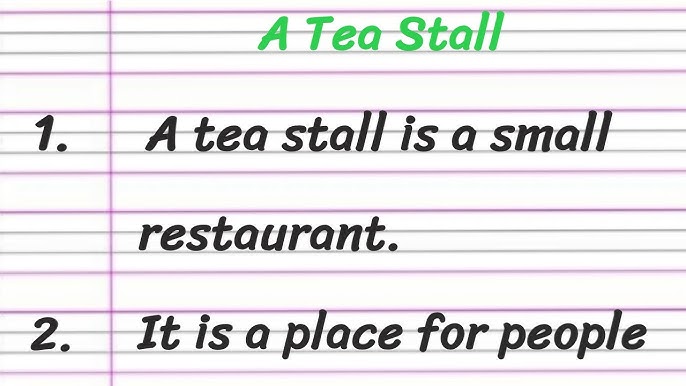 A Tea Stall
1. A tea stall is a small
restaurant.
2. It is a place for people